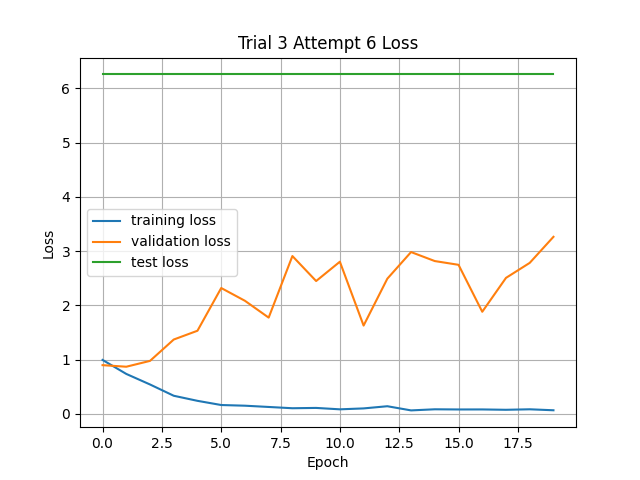 Trial 3 Attempt 6 Loss
6
5
4
3
2
1
0
Loss
training loss
validation loss
test loss
0.0 2.5 5.0 7.5 10.0 12.5 15.0 17.5
Epoch